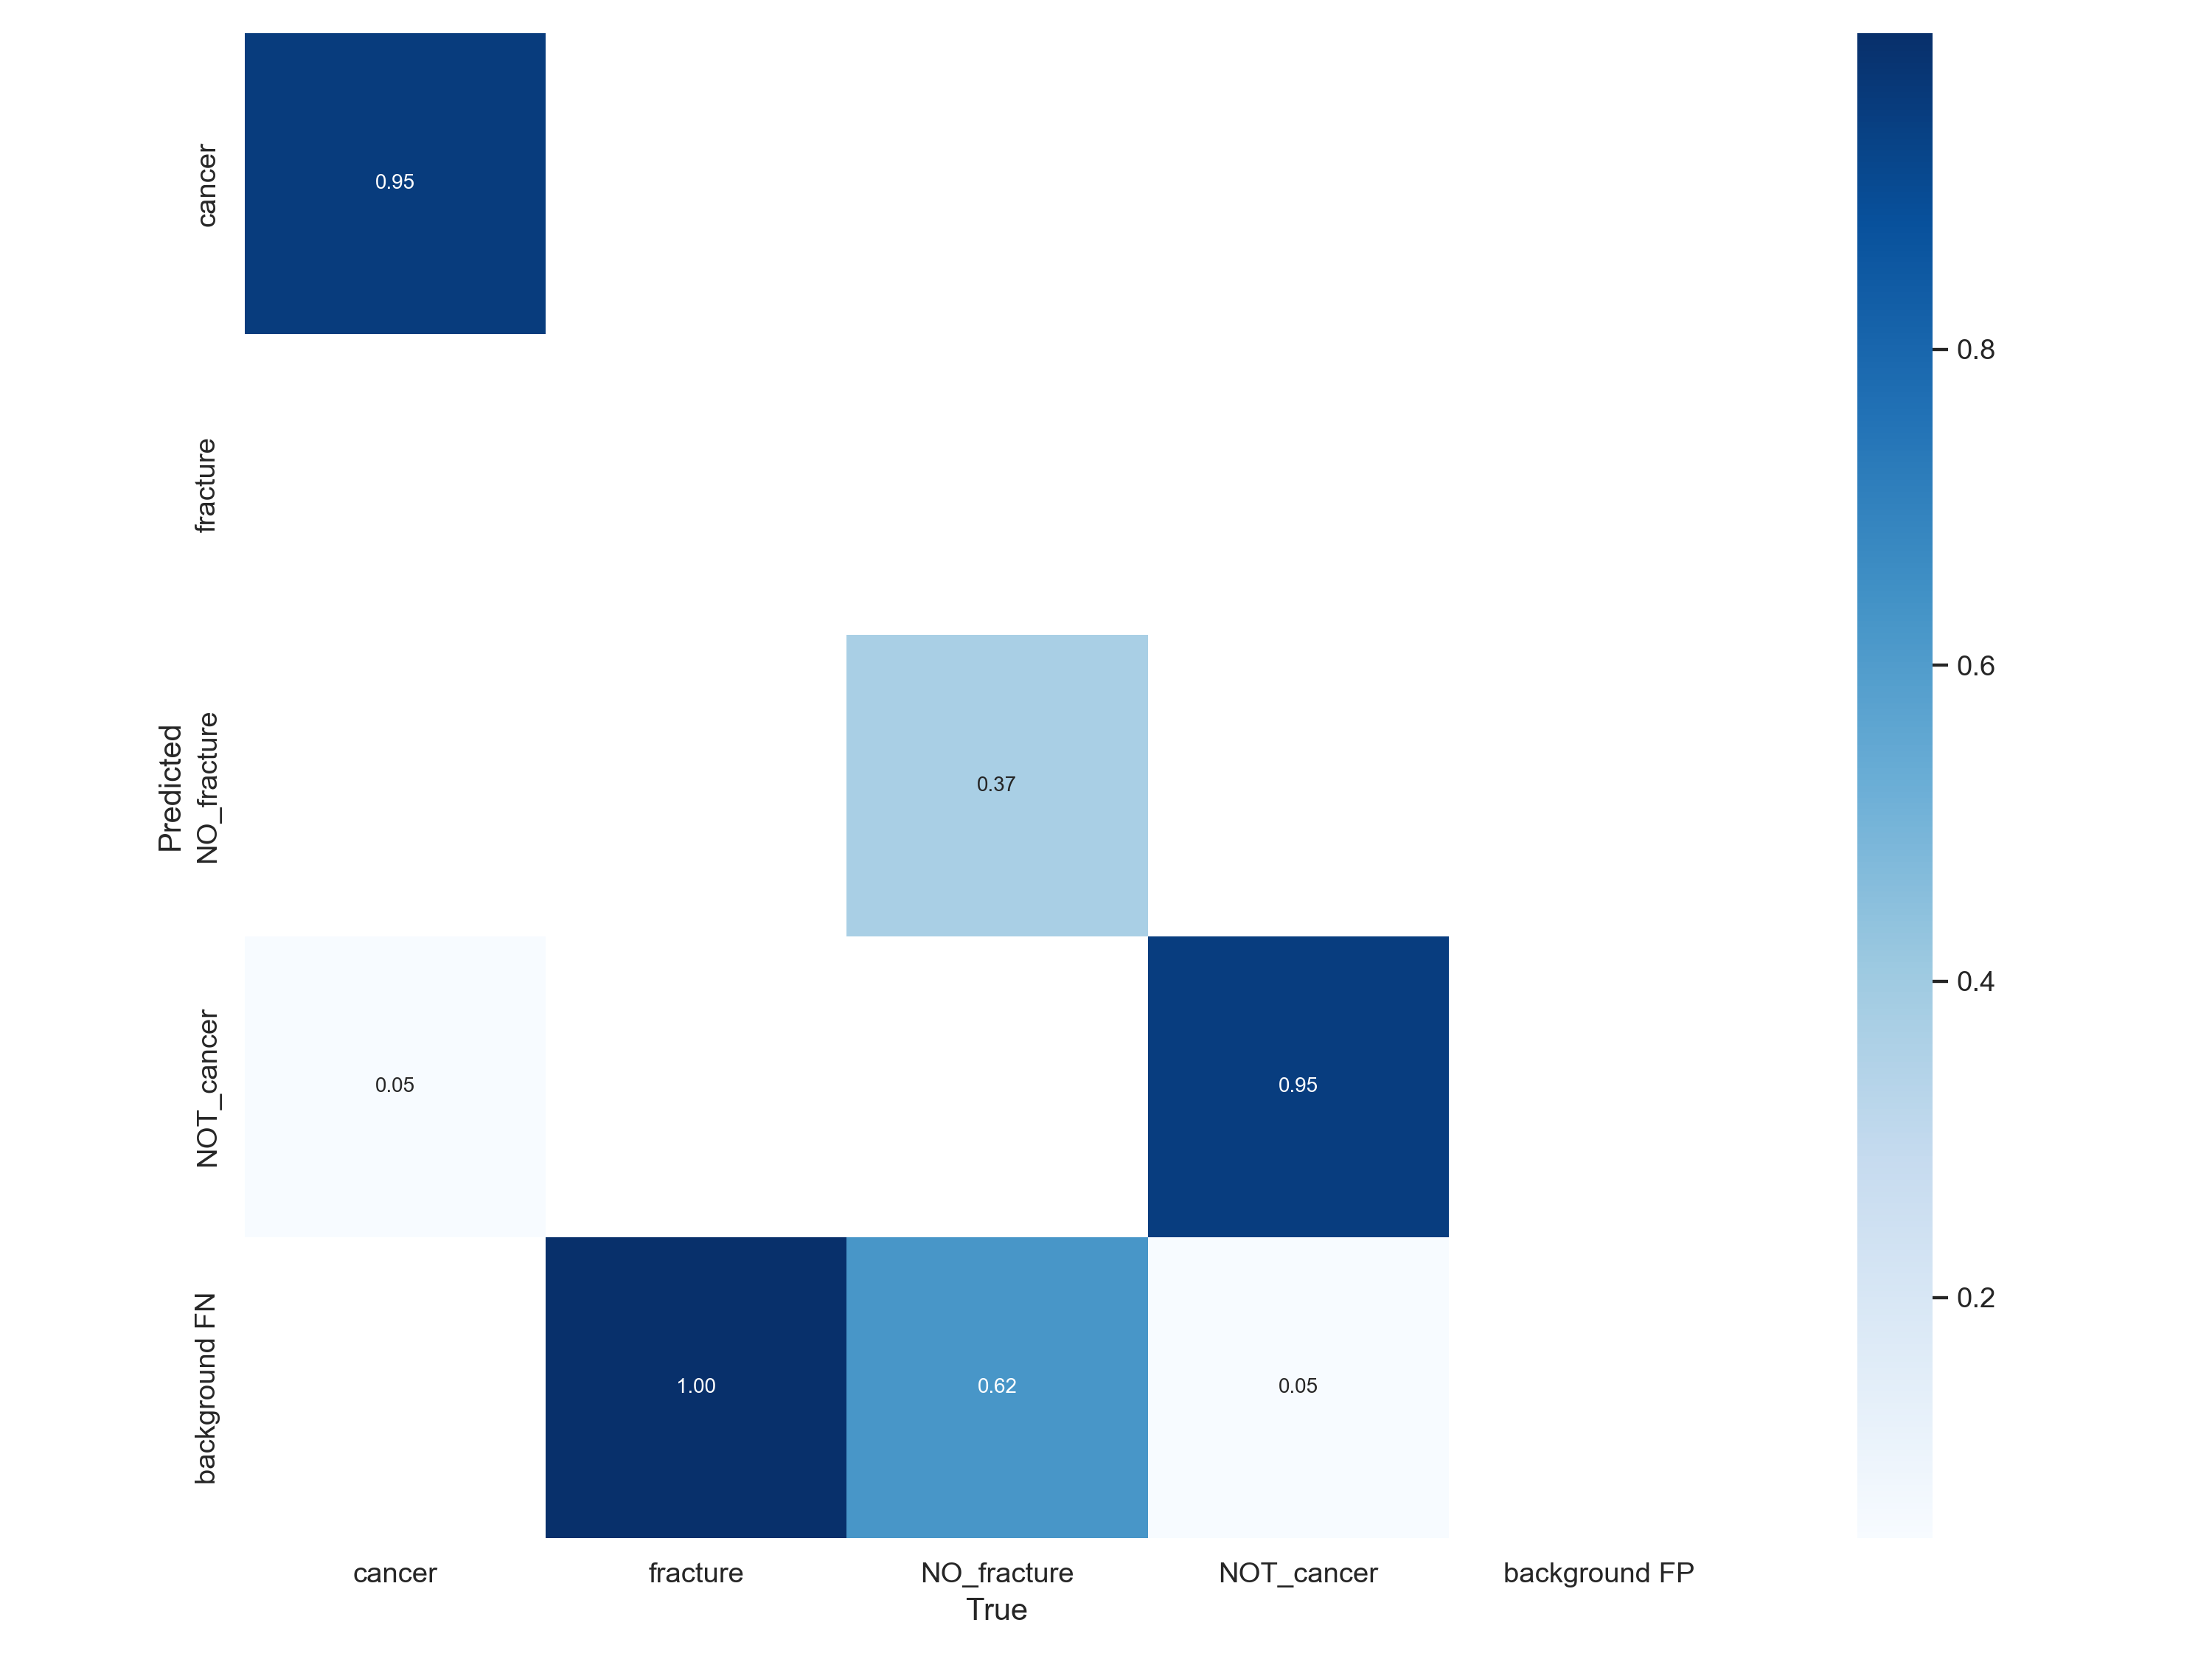 cancer
0.95
fracture
Predicted
NO_fracture
0.37
NOT_cancer
0.05
0.95
background FN
1.00
0.62
0.05
cancer
fracture
NO_fracture
NOT_cancer
background FP
True
0.8
0.6
0.4
0.2